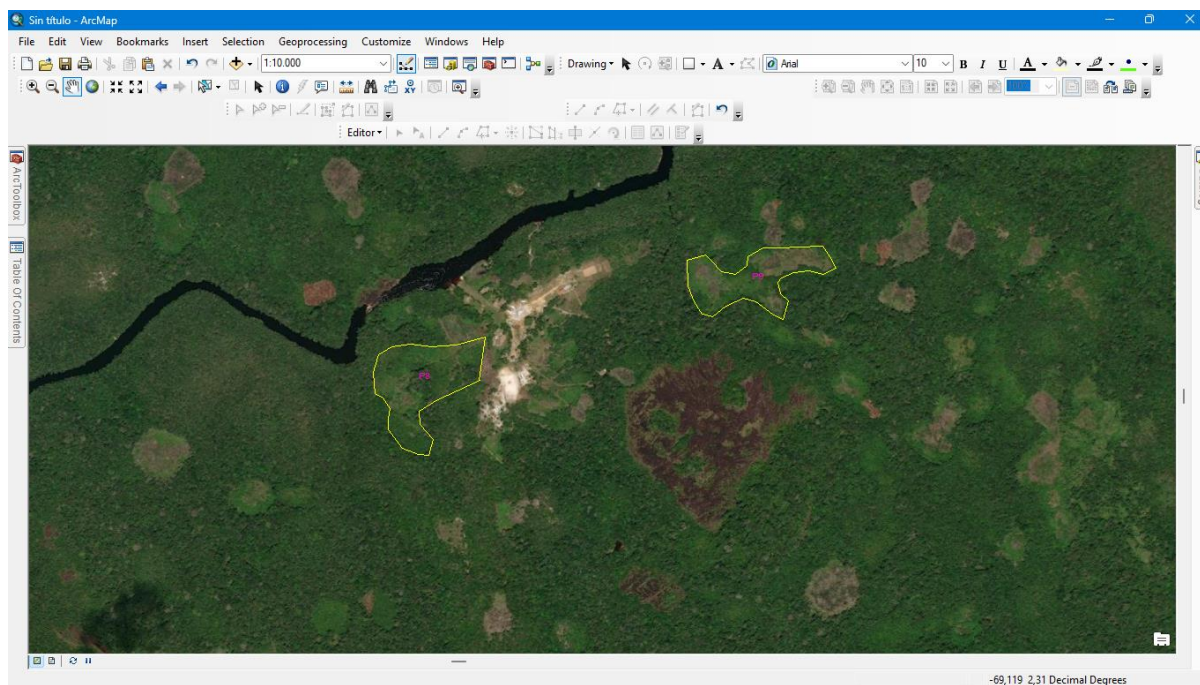 Sin título - ArcMap
File Edit View Bookmarks Insert Selection Geoprocessing Customize Windows Help
1:10.000 Drawing A Arial 10 B I U A
Editor
ArcToolbox
Table Of Contents
-69,119 2,31 Decimal Degrees